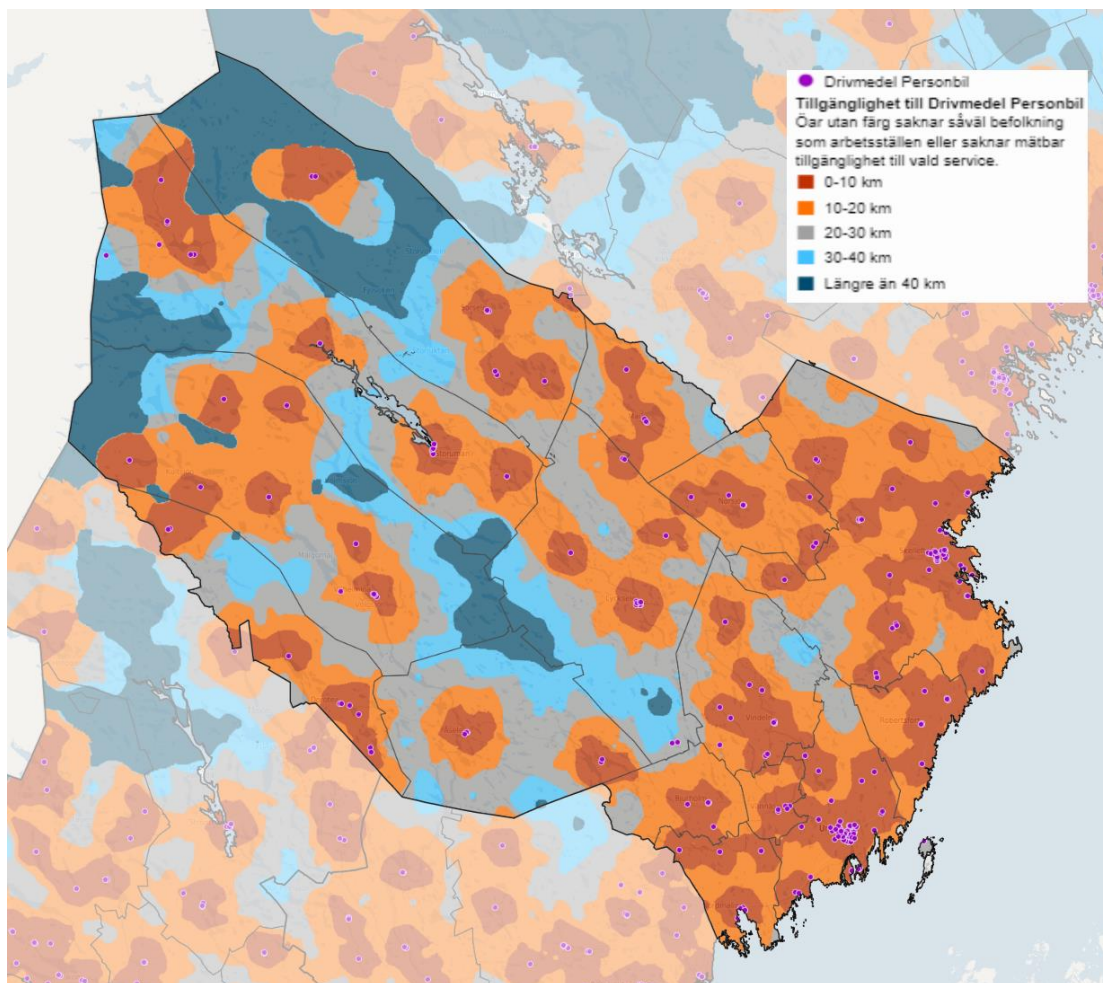 Drivmedel Personbil
Tillgänglighet till Drivmedel Personbil
Öar utan färg saknar såväl befolkning
som arbetsställen eller saknar mätbar
tillgänglighet till vald service.
0-10 km
10-20 km
20-30 km
30-40 km
Längre än 40 km